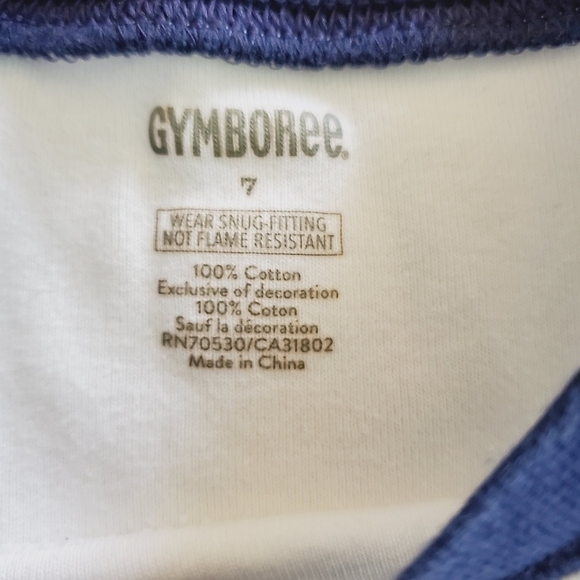 GYMBOREE.
7
WEAR SNUG-FITTING
NOT FLAME RESISTANT
100% Cotton
Exclusive of decoration
100% Coton
Sauf la décoration
RN70530/CA31802
Made in China